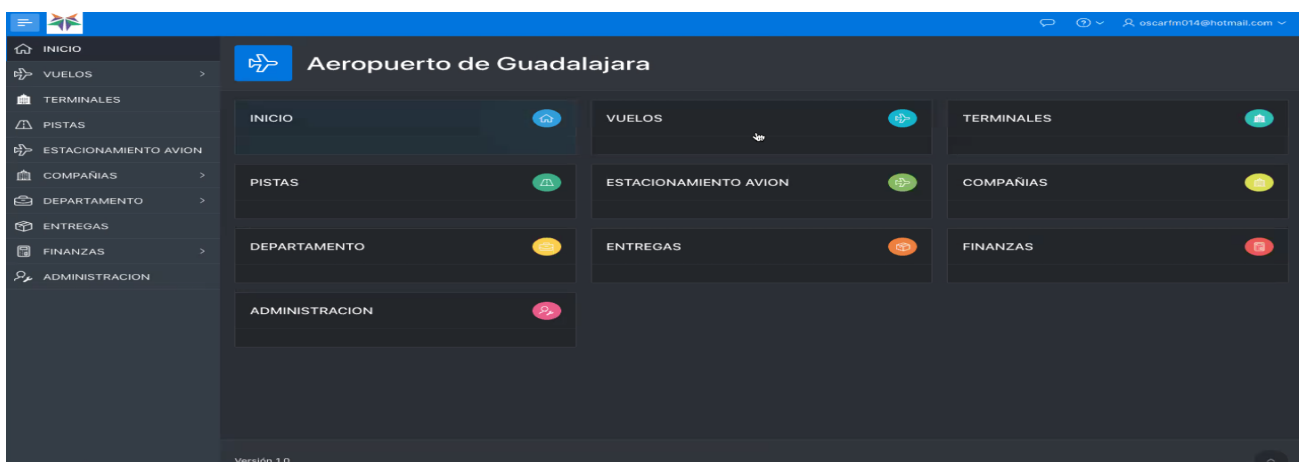 oscarfm014@hotmail.com
INICIO
VUELOS
TERMINALES
PISTAS
ESTACIONAMIENTO AVION
COMPAÑIAS
DEPARTAMENTO
ENTREGAS
FINANZAS
ADMINISTRACION
Aeropuerto de Guadalajara
INICIO
VUELOS
TERMINALES
PISTAS
ESTACIONAMIENTO AVION
COMPAÑIAS
DEPARTAMENTO
ENTREGAS
FINANZAS
ADMINISTRACION
Versión 1.0